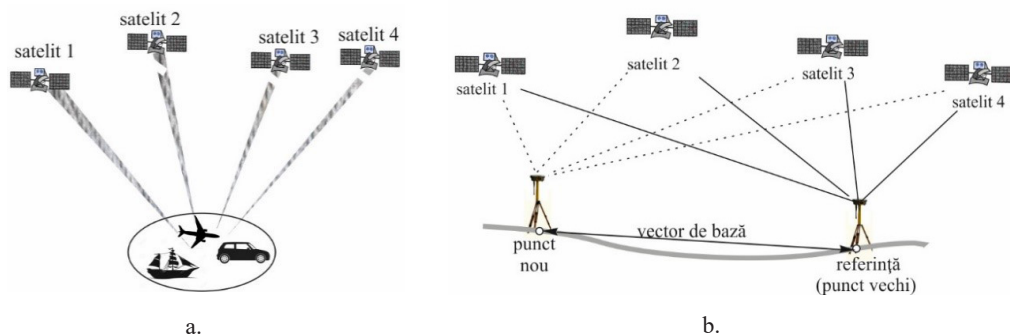 satelit 1
satelit 2
satelit 3
satelit 4
a.
satelit 1
satelit 2
satelit 3
satelit 4
vector de bază
punct
nou
referință
(punct vechi)
b.